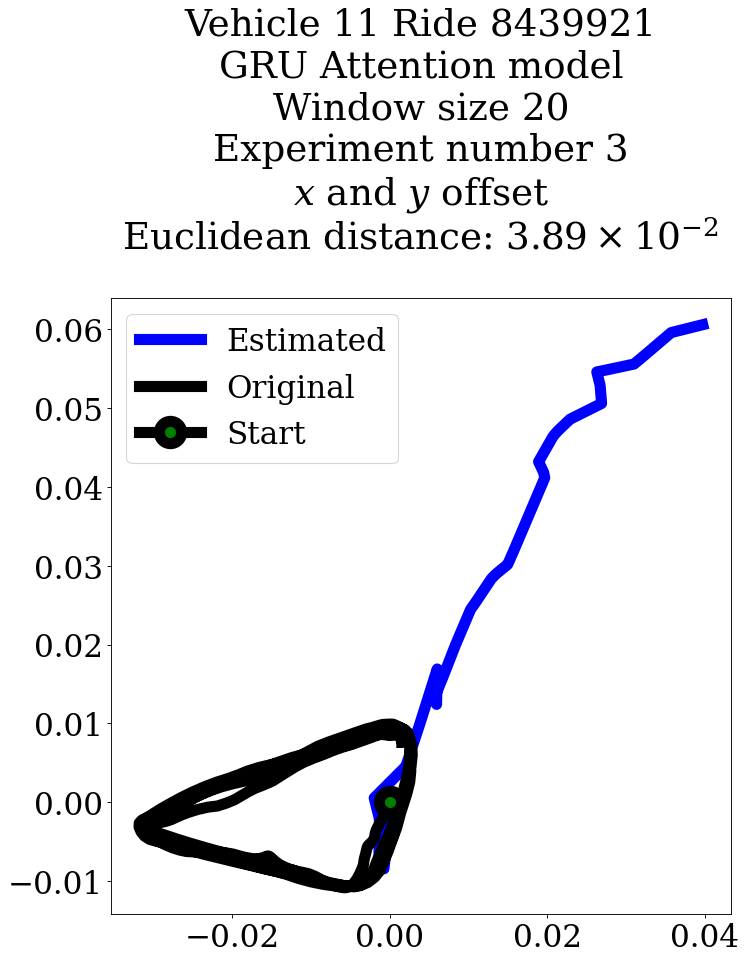 Vehicle 11 Ride 8439921
GRU Attention model
Window size 20
Experiment number 3
x and y offset
Euclidean distance: 3.89 × 10⁻²
Estimated
Original
Start
0.06
0.05
0.04
0.03
0.02
0.01
0.00
−0.01
−0.02 0.00 0.02 0.04